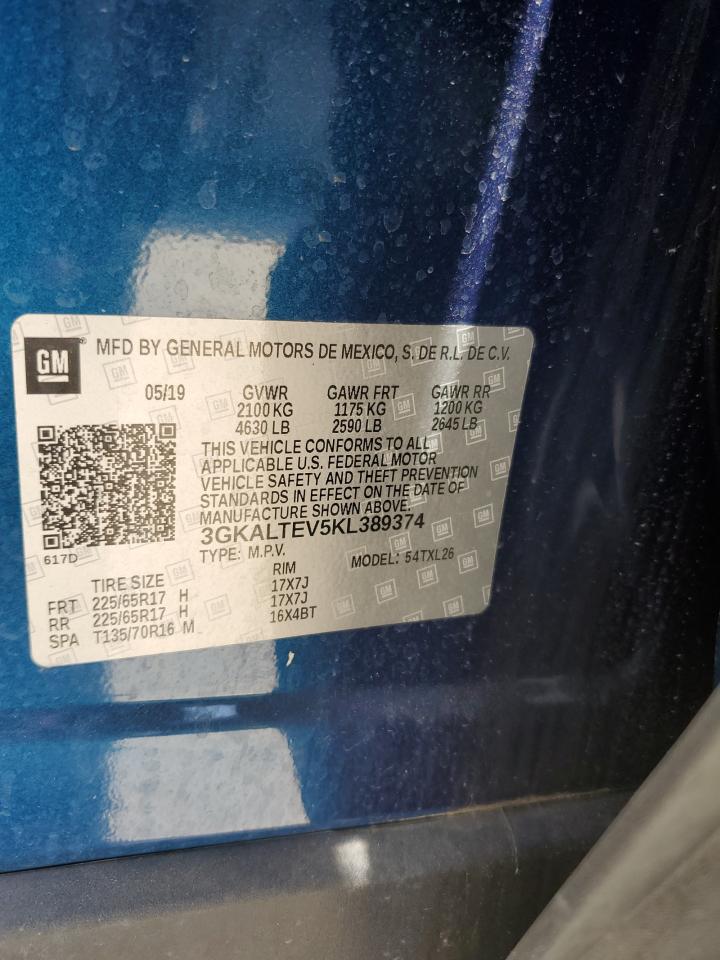 GM
MFD BY GENERAL MOTORS DE MEXICO, S. DE R.L. DE C.V.
05/19 GVWR GAWR FRT GAWR RR
2100 KG 1175 KG 1200 KG
4630 LB 2590 LB 2645 LB
THIS VEHICLE CONFORMS TO ALL
APPLICABLE U.S. FEDERAL MOTOR
VEHICLE SAFETY AND THEFT PREVENTION
STANDARDS IN EFFECT ON THE DATE OF
MANUFACTURE SHOWN ABOVE.
3GKALTEV5KL389374
617D
TYPE: M.P.V. MODEL: 54TXL26
TIRE SIZE RIM
FRT 225/65R17 H 17X7J
RR 225/65R17 H 17X7J
SPA T135/70R16 M 16X4BT